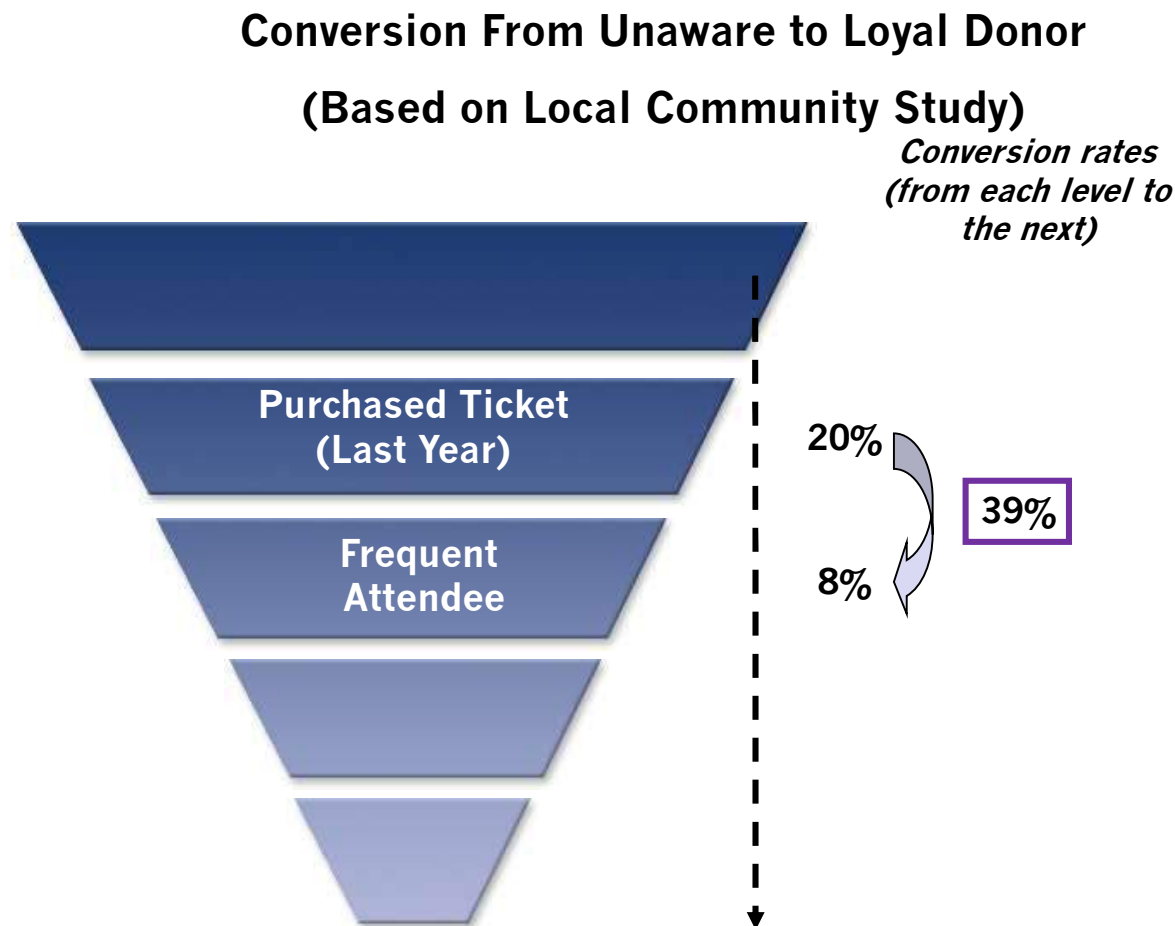 Conversion From Unaware to Loyal Donor
(Based on Local Community Study)
Conversion rates
(from each level to
the next)
Purchased Ticket
(Last Year)
20%
39%
Frequent
Attendee
8%